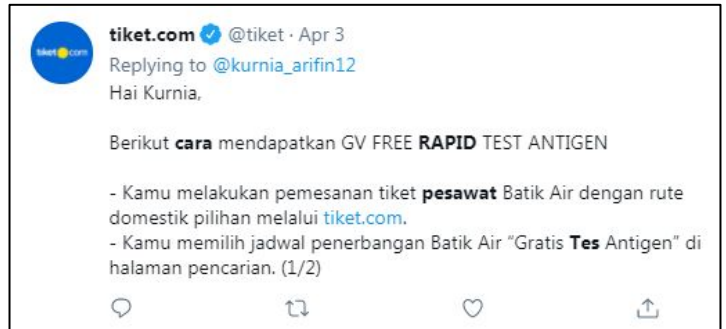 tiket.com
tiket.com @tiket · Apr 3
Replying to @kurnia_arifin12
Hai Kurnia,
Berikut cara mendapatkan GV FREE RAPID TEST ANTIGEN
- Kamu melakukan pemesanan tiket pesawat Batik Air dengan rute
domestik pilihan melalui tiket.com.
- Kamu memilih jadwal penerbangan Batik Air “Gratis Tes Antigen” di
halaman pencarian. (1/2)